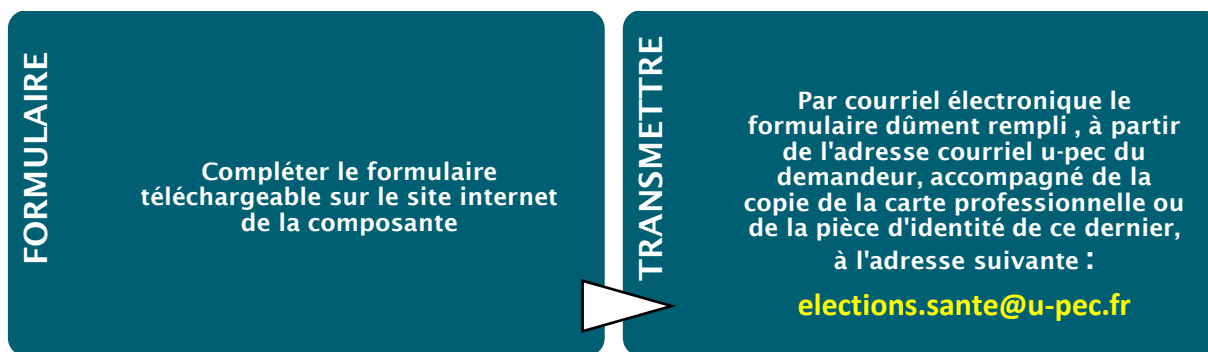 FORMULAIRE
Compléter le formulaire
téléchargeable sur le site internet
de la composante
TRANSMETTRE
Par courriel électronique le
formulaire dûment rempli , à partir
de l'adresse courriel u-pec du
demandeur, accompagné de la
copie de la carte professionnelle ou
de la pièce d'identité de ce dernier,
à l'adresse suivante :
elections.sante@u-pec.fr